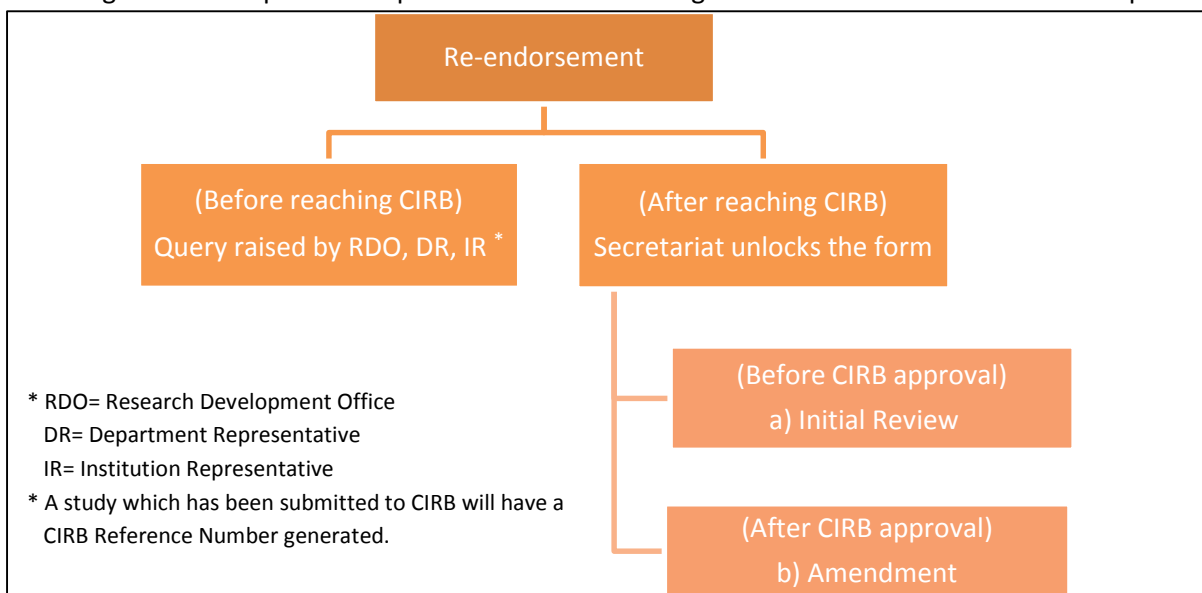 Re-endorsement
(Before reaching CIRB)
Query raised by RDO, DR, IR *
(After reaching CIRB)
Secretariat unlocks the form
(Before CIRB approval)
a) Initial Review
(After CIRB approval)
b) Amendment
* RDO= Research Development Office
DR= Department Representative
IR= Institution Representative
* A study which has been submitted to CIRB will have a
CIRB Reference Number generated.